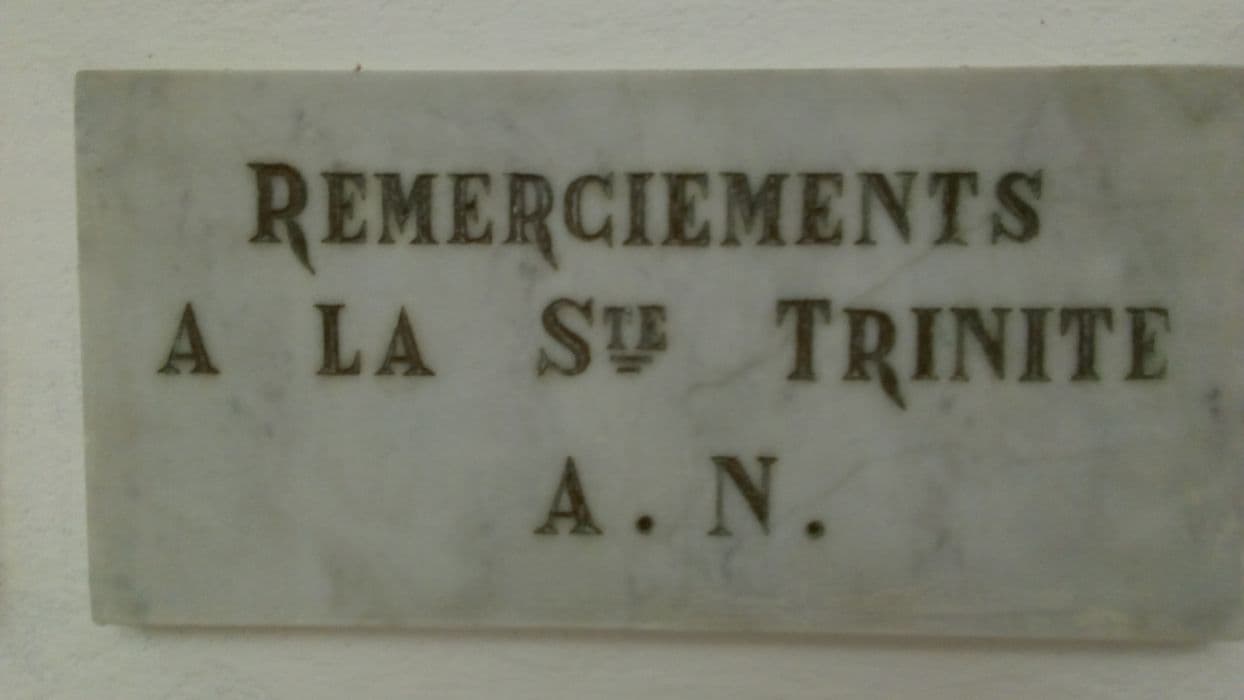 REMERCIEMENTS
A LA STE TRINITE
A. N.